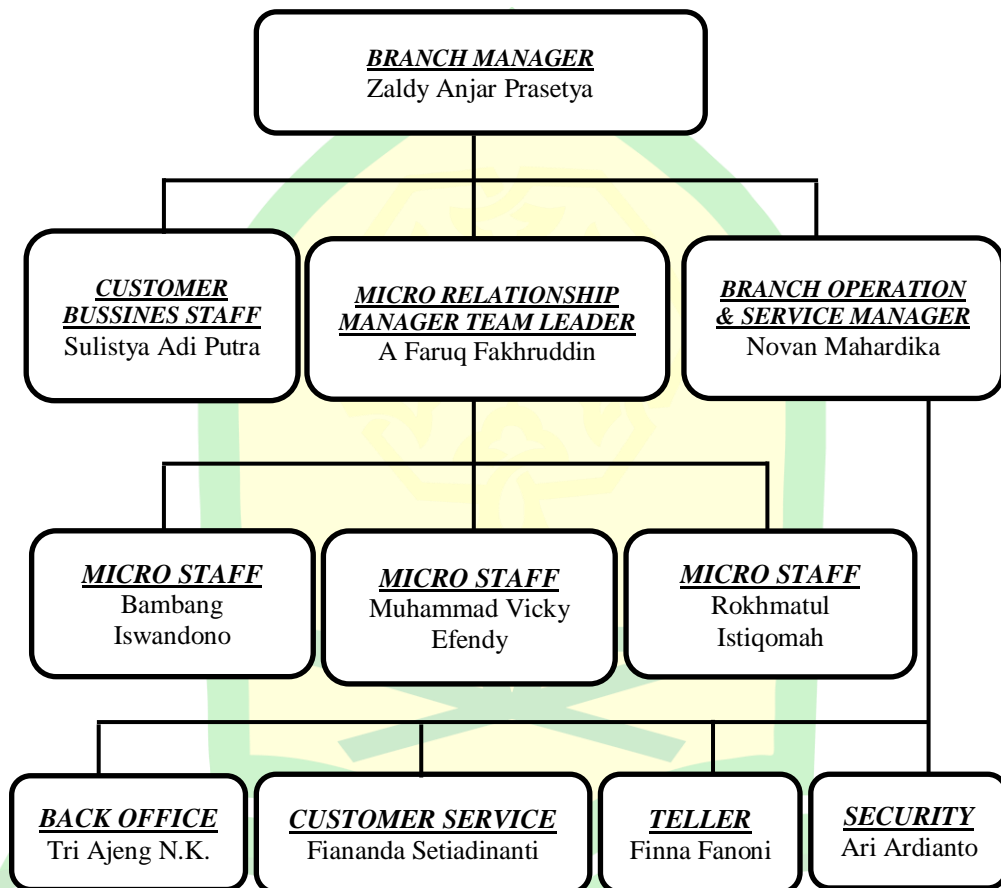 BRANCH MANAGER
Zaldy Anjar Prasetya
CUSTOMER
BUSSINES STAFF
Sulistya Adi Putra
MICRO RELATIONSHIP
MANAGER TEAM LEADER
A Faruq Fakhruddin
BRANCH OPERATION
& SERVICE MANAGER
Novan Mahardika
MICRO STAFF
Bambang
Iswandono
MICRO STAFF
Muhammad Vicky
Efendy
MICRO STAFF
Rokhmatul
Istiqomah
BACK OFFICE
Tri Ajeng N.K.
CUSTOMER SERVICE
Fiananda Setiadinanti
TELLER
Finna Fanoni
SECURITY
Ari Ardianto